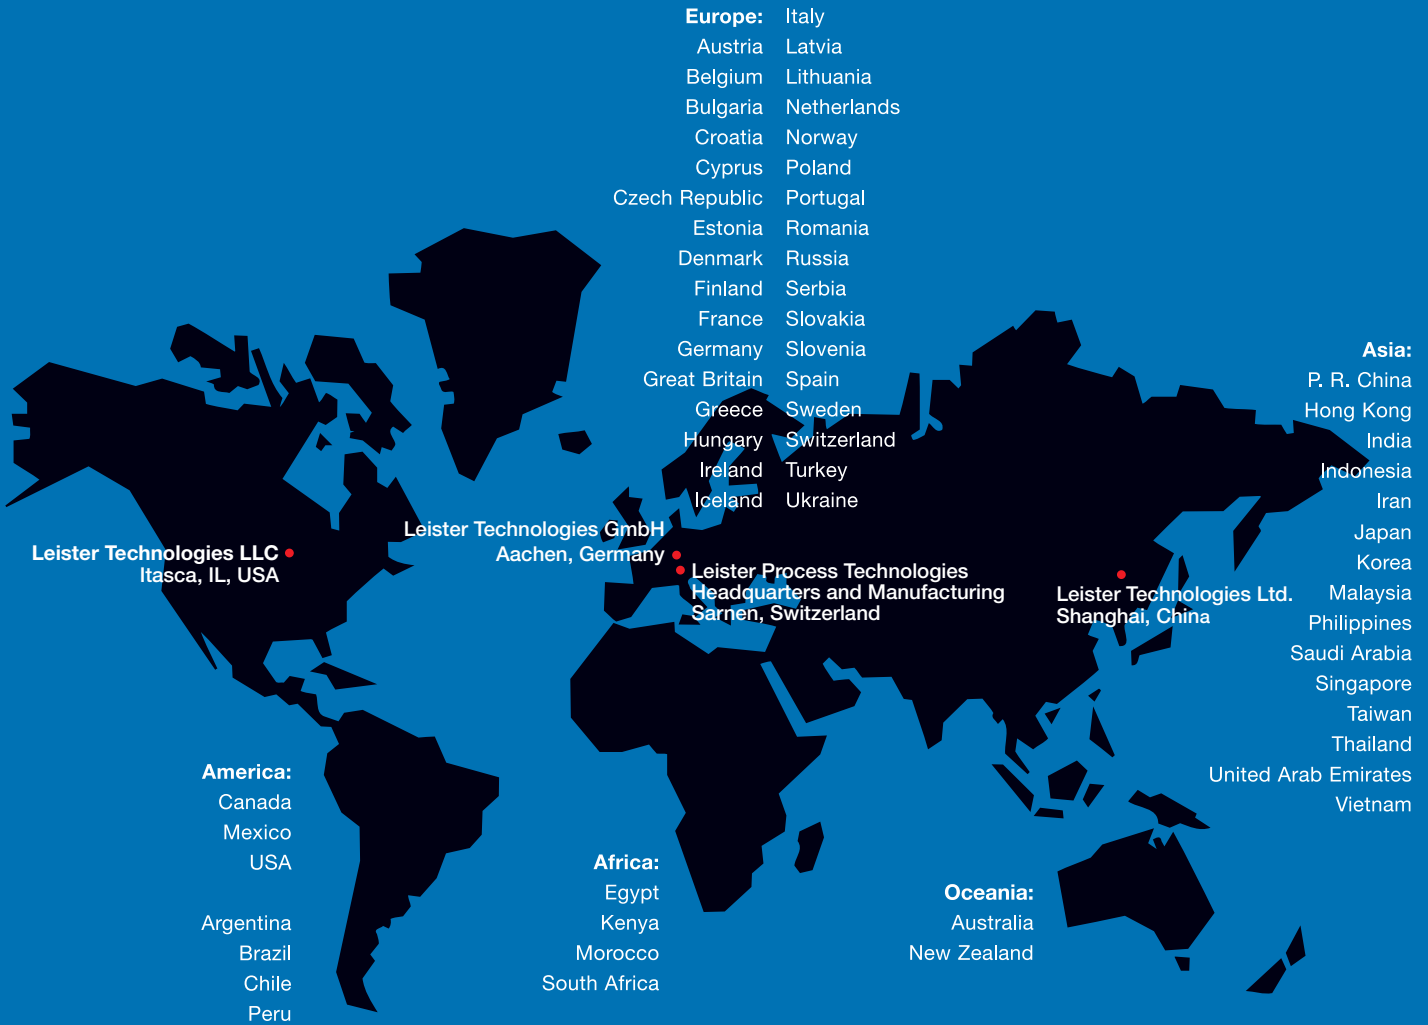 Europe:
Austria
Belgium
Bulgaria
Croatia
Cyprus
Czech Republic
Estonia
Denmark
Finland
France
Germany
Great Britain
Greece
Hungary
Ireland
Iceland
Italy
Latvia
Lithuania
Netherlands
Norway
Poland
Portugal
Romania
Russia
Serbia
Slovakia
Slovenia
Spain
Sweden
Switzerland
Turkey
Ukraine
Leister Technologies LLC
Itasca, IL, USA
Leister Technologies GmbH
Aachen, Germany
Leister Process Technologies
Headquarters and Manufacturing
Sarnen, Switzerland
Leister Technologies Ltd.
Shanghai, China
Asia:
P. R. China
Hong Kong
India
Indonesia
Iran
Japan
Korea
Malaysia
Philippines
Saudi Arabia
Singapore
Taiwan
Thailand
United Arab Emirates
Vietnam
America:
Canada
Mexico
USA
Argentina
Brazil
Chile
Peru
Africa:
Egypt
Kenya
Morocco
South Africa
Oceania:
Australia
New Zealand